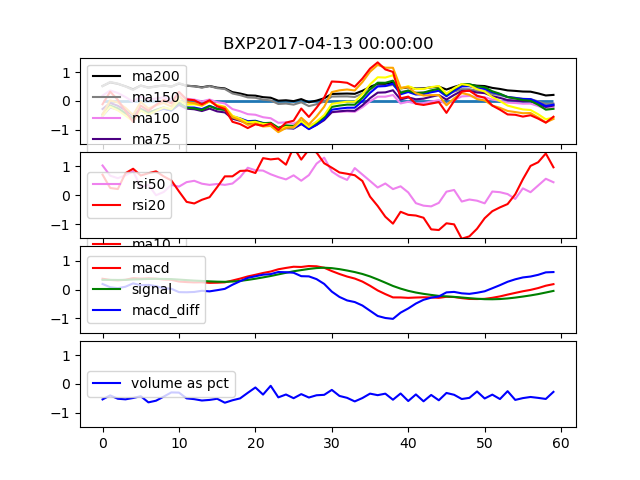 BXP2017-04-13 00:00:00
1
0
−1
ma200
ma150
ma100
ma75
1
0
−1
rsi50
rsi20
ma10
1
0
−1
macd
signal
macd_diff
1
0
−1
volume as pct
0 10 20 30 40 50 60